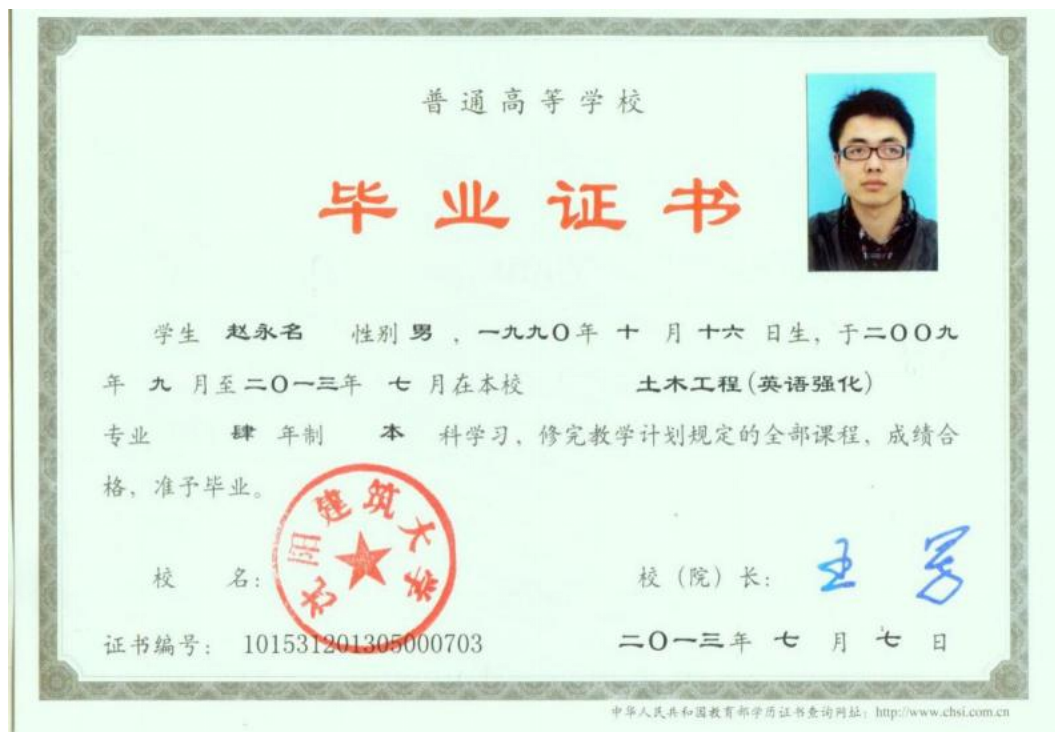 普通高等学校
毕业证书
学生 赵永名 性别 男 ,一九九〇年 十 月 十六 日生,于二〇〇九
年 九 月至二〇一三年 七 月在本校 土木工程(英语强化)
专业 肆 年制 本 科学习,修完教学计划规定的全部课程,成绩合
格,准予毕业。
沈阳建筑大学
校 名:
校(院)长: 王
证书编号: 101531201305000703
二〇一三年 七 月 七 日
中华人民共和国教育部学历证书查询网址:http://www.chsi.com.cn